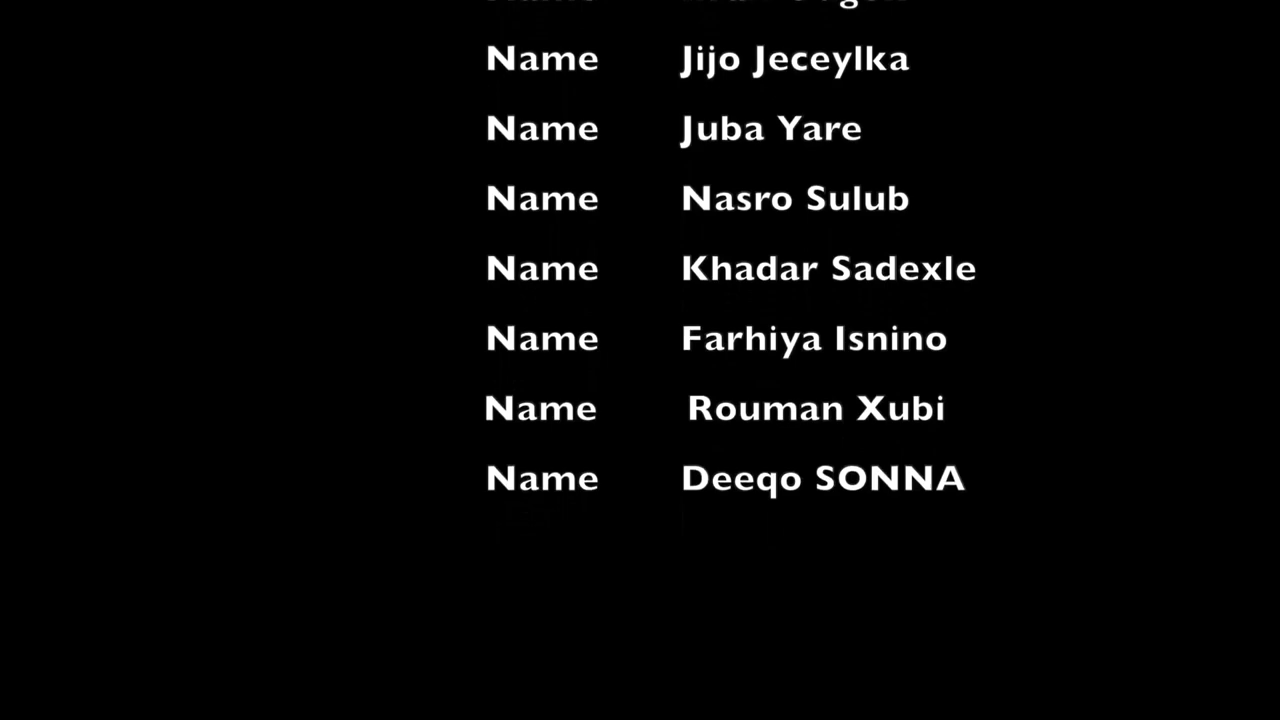 Name Jijo Jeceylka
Name Juba Yare
Name Nasro Sulub
Name Khadar Sadexle
Name Farhiya Isnino
Name Rouman Xubi
Name Deeqo SONNA